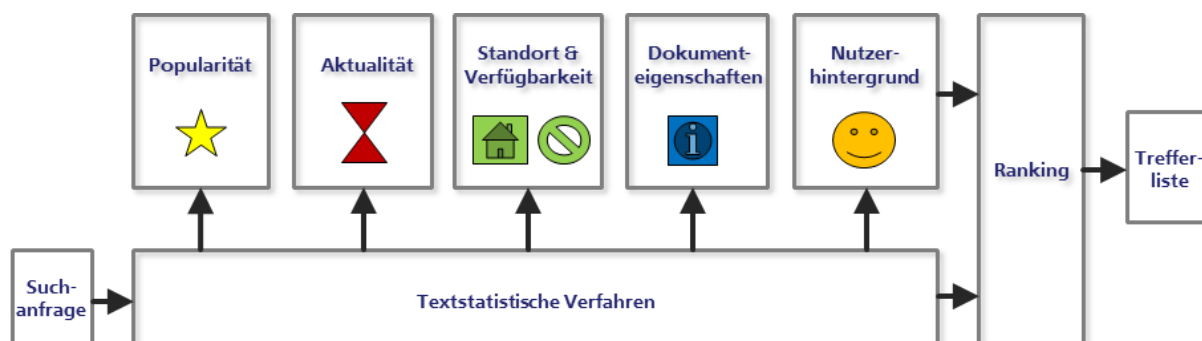 Popularität
Aktualität
Standort &
Verfügbarkeit
Dokument-
eigenschaften
Nutzer-
hintergrund
Ranking
Treffer-
liste
Such-
anfrage
Textstatistische Verfahren